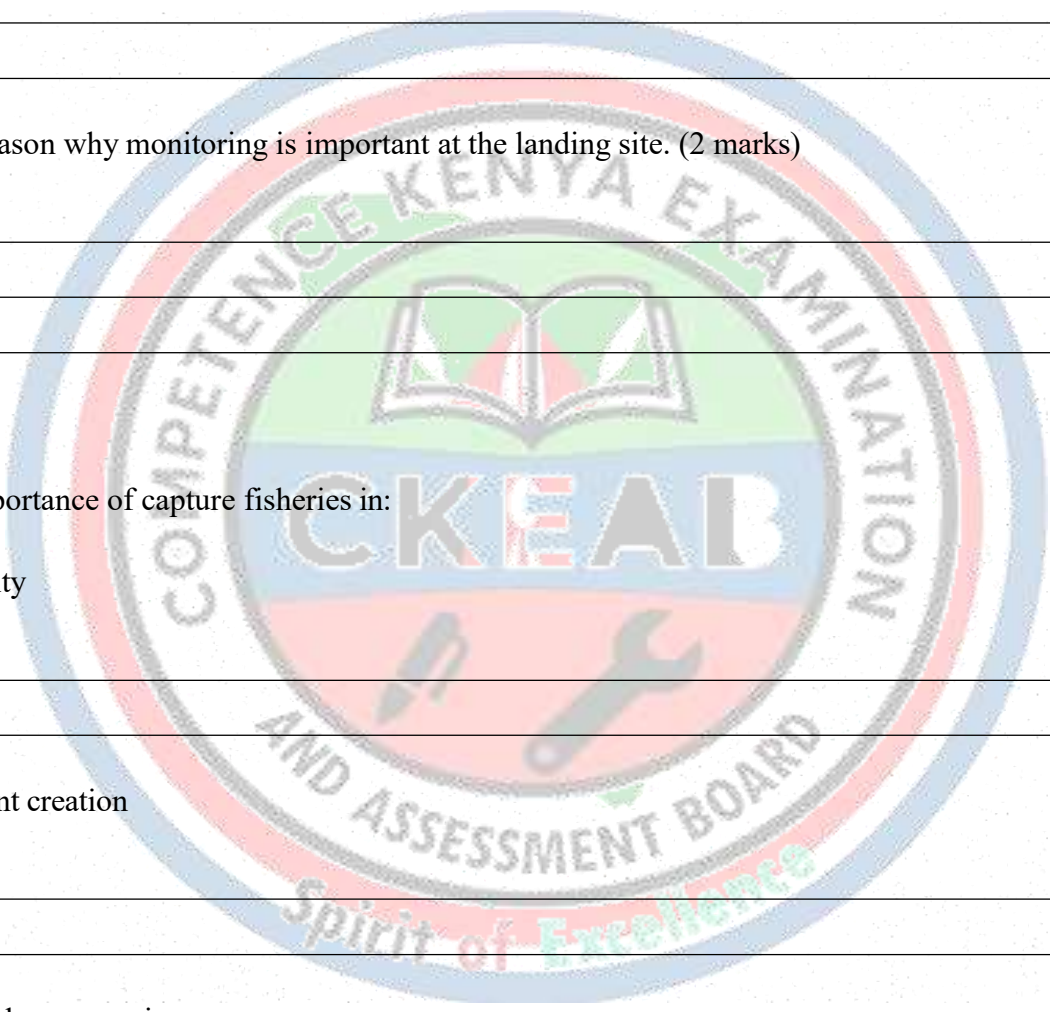 ason why monitoring is important at the landing site. (2 marks)
COMPETENCE KENYA EXAMINATION
CKEAB
portance of capture fisheries in:
ity
nt creation
AND ASSESSMENT BOARD
Spirit of Excellence